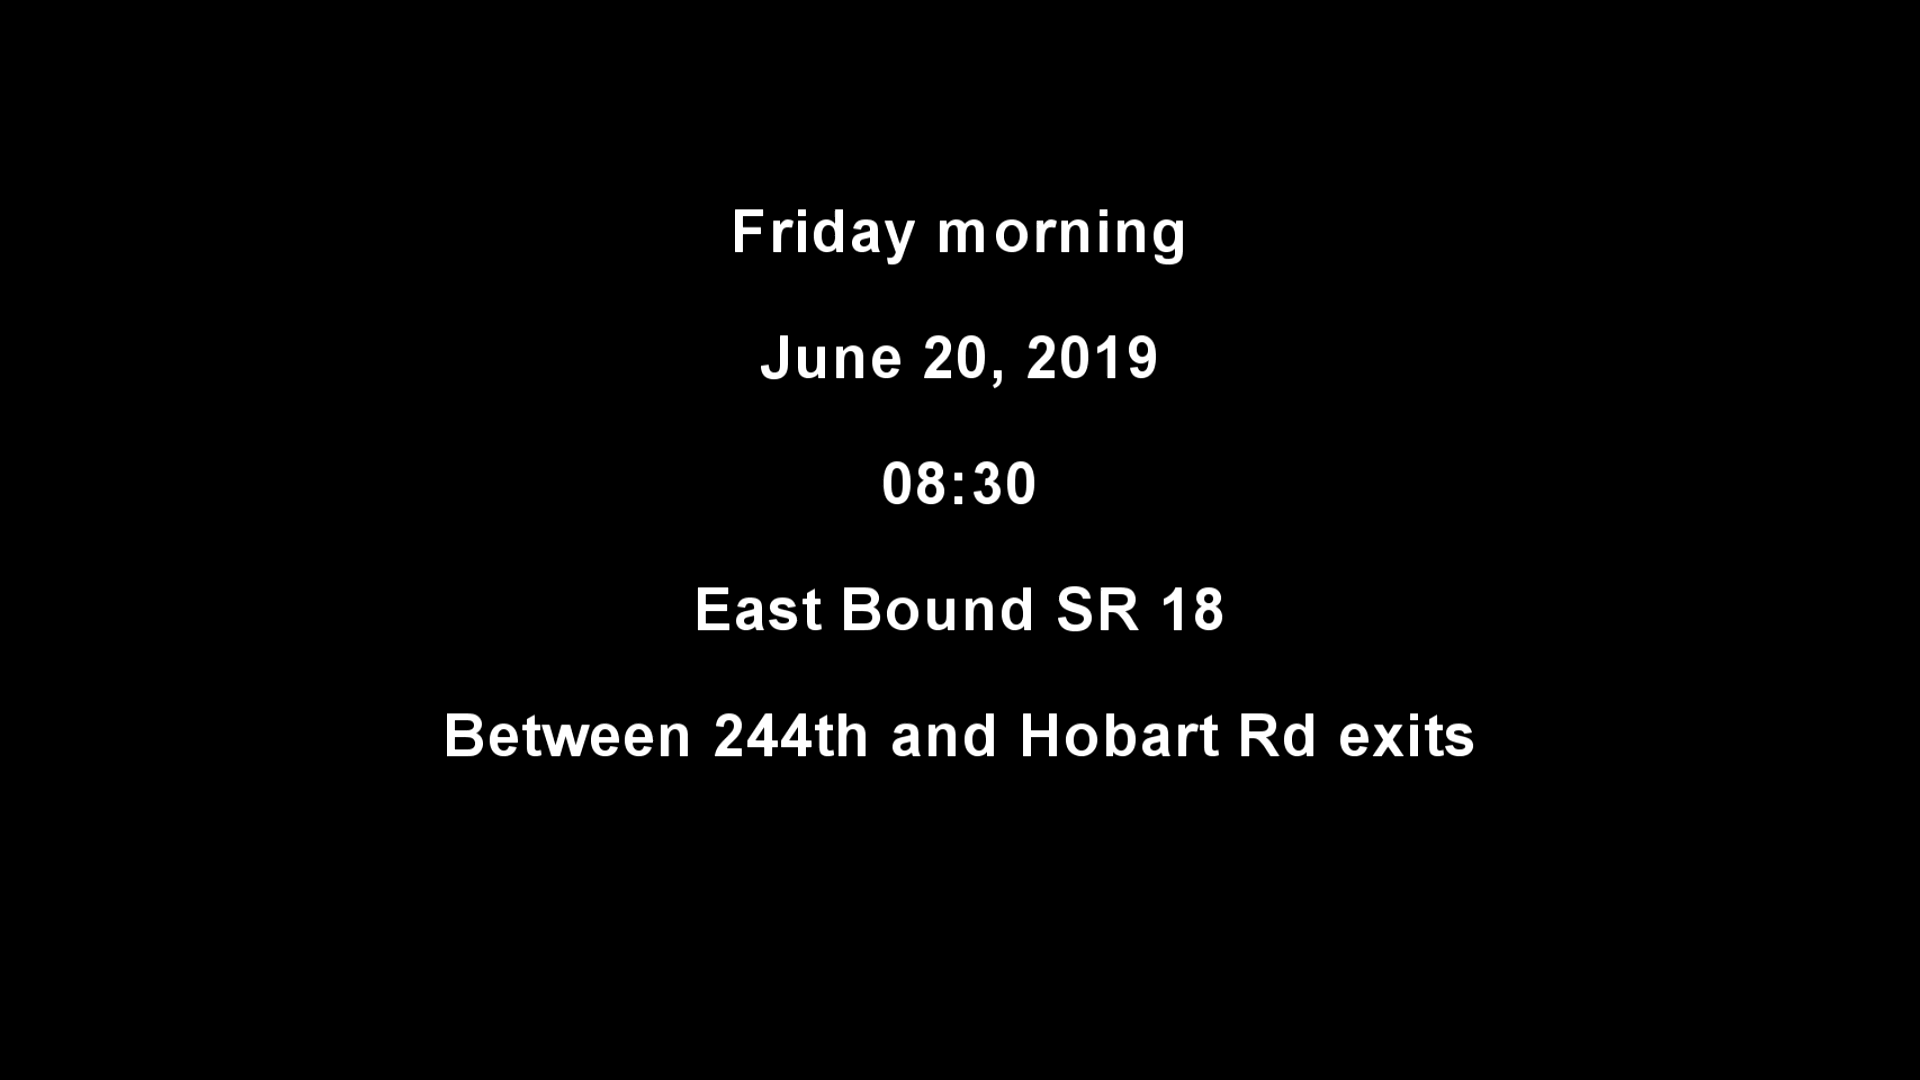 Friday morning
June 20, 2019
08:30
East Bound SR 18
Between 244th and Hobart Rd exits